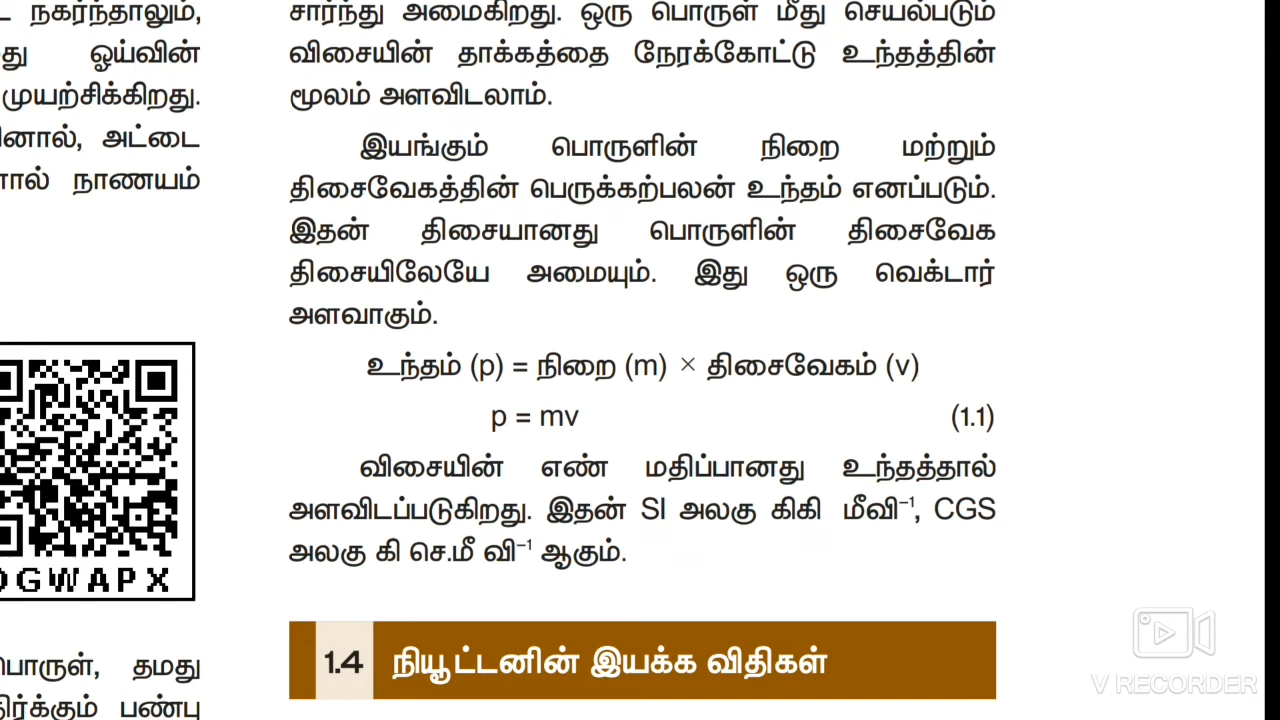 நகர்ந்தாலும்,
ஓய்வின்
முயற்சிக்கிறது.
அட்டை
நாணயம்
OGWAPX
தமது
பண்பு
சார்ந்து அமைகிறது. ஒரு பொருள் மீது செயல்படும்
விசையின் தாக்கத்தை நேரக்கோட்டு உந்தத்தின்
மூலம் அளவிடலாம்.
இயங்கும் பொருளின் நிறை மற்றும்
திசைவேகத்தின் பெருக்கற்பலன் உந்தம் எனப்படும்.
இதன் திசையானது பொருளின் திசைவேக
திசையிலேயே அமையும். இது ஒரு வெக்டார்
அளவாகும்.
உந்தம் (p) = நிறை (m) × திசைவேகம் (v)
p = mv (1.1)
விசையின் எண் மதிப்பானது உந்தத்தால்
அளவிடப்படுகிறது. இதன் SI அலகு கிகி மீவி⁻¹, CGS
அலகு கி செ.மீ வி⁻¹ ஆகும்.
1.4 நியூட்டனின் இயக்க விதிகள்
V RECORDER